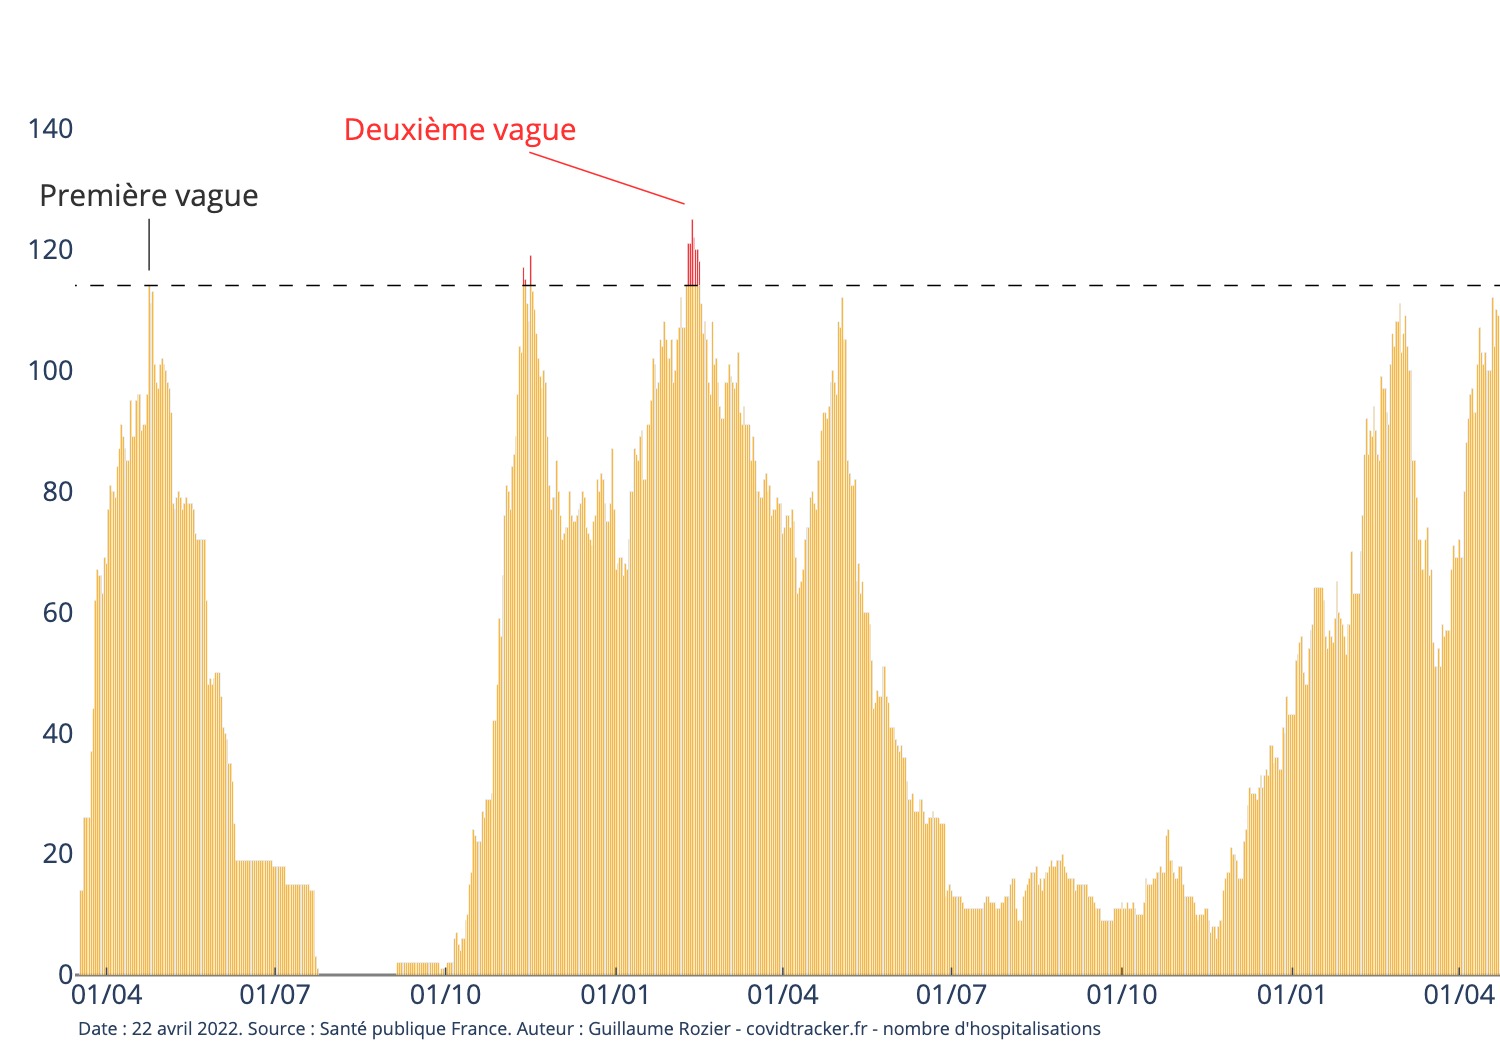 140
Deuxième vague
Première vague
120
100
80
60
40
20
0
01/04 01/07 01/10 01/01 01/04 01/07 01/10 01/01 01/04
Date : 22 avril 2022. Source : Santé publique France. Auteur : Guillaume Rozier - covidtracker.fr - nombre d'hospitalisations